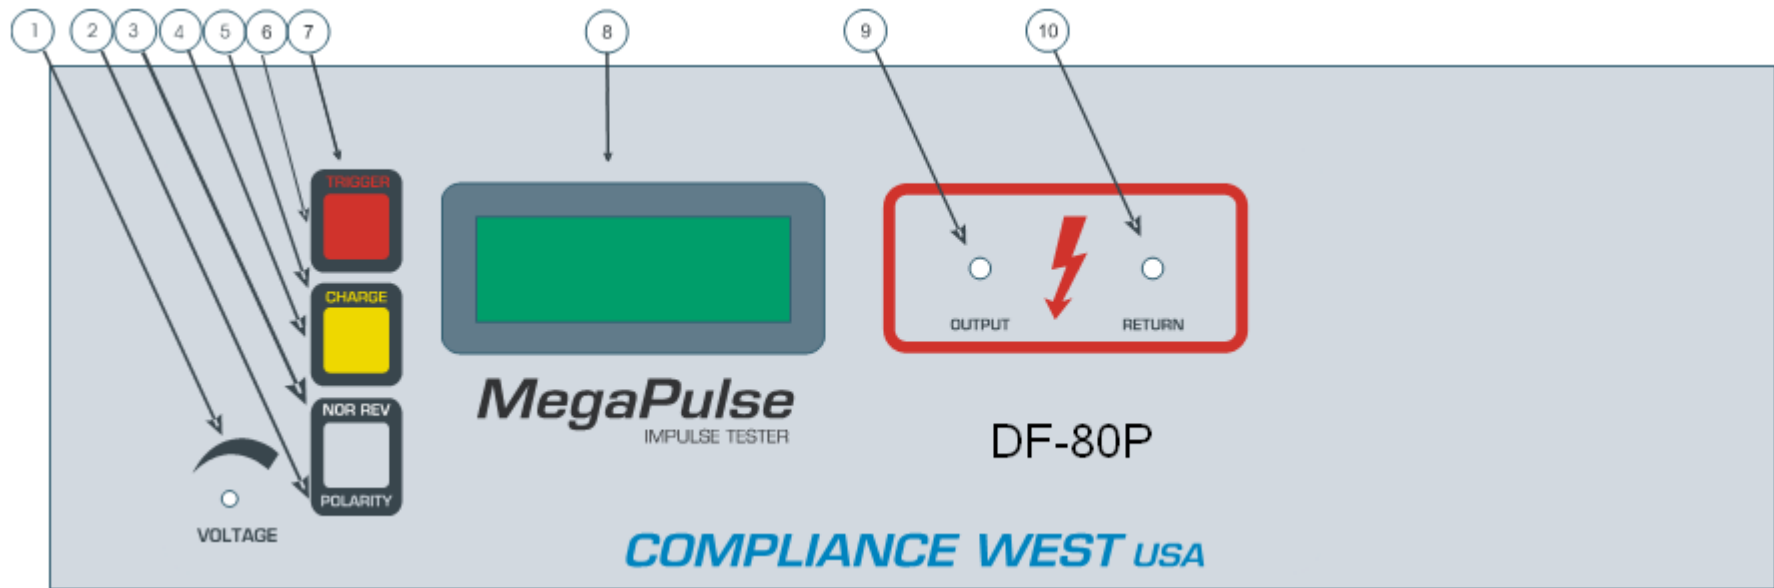 1 2 3 4 5 6 7 8 9 10
TRIGGER
CHARGE
NOR REV
POLARITY
VOLTAGE
MegaPulse
IMPULSE TESTER
OUTPUT
RETURN
DF-80P
COMPLIANCE WEST USA